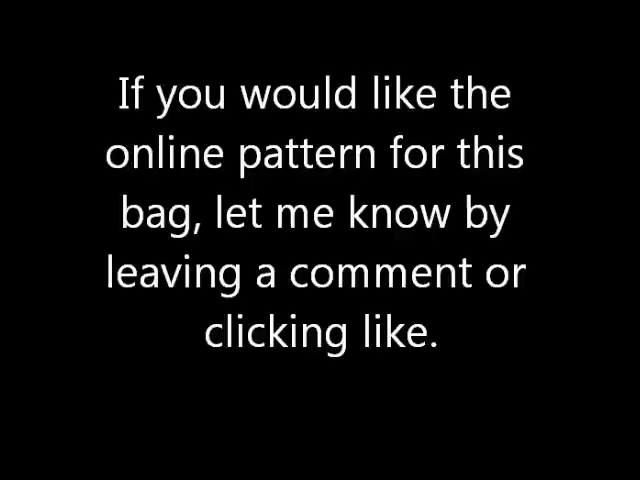 If you would like the
online pattern for this
bag, let me know by
leaving a comment or
clicking like.